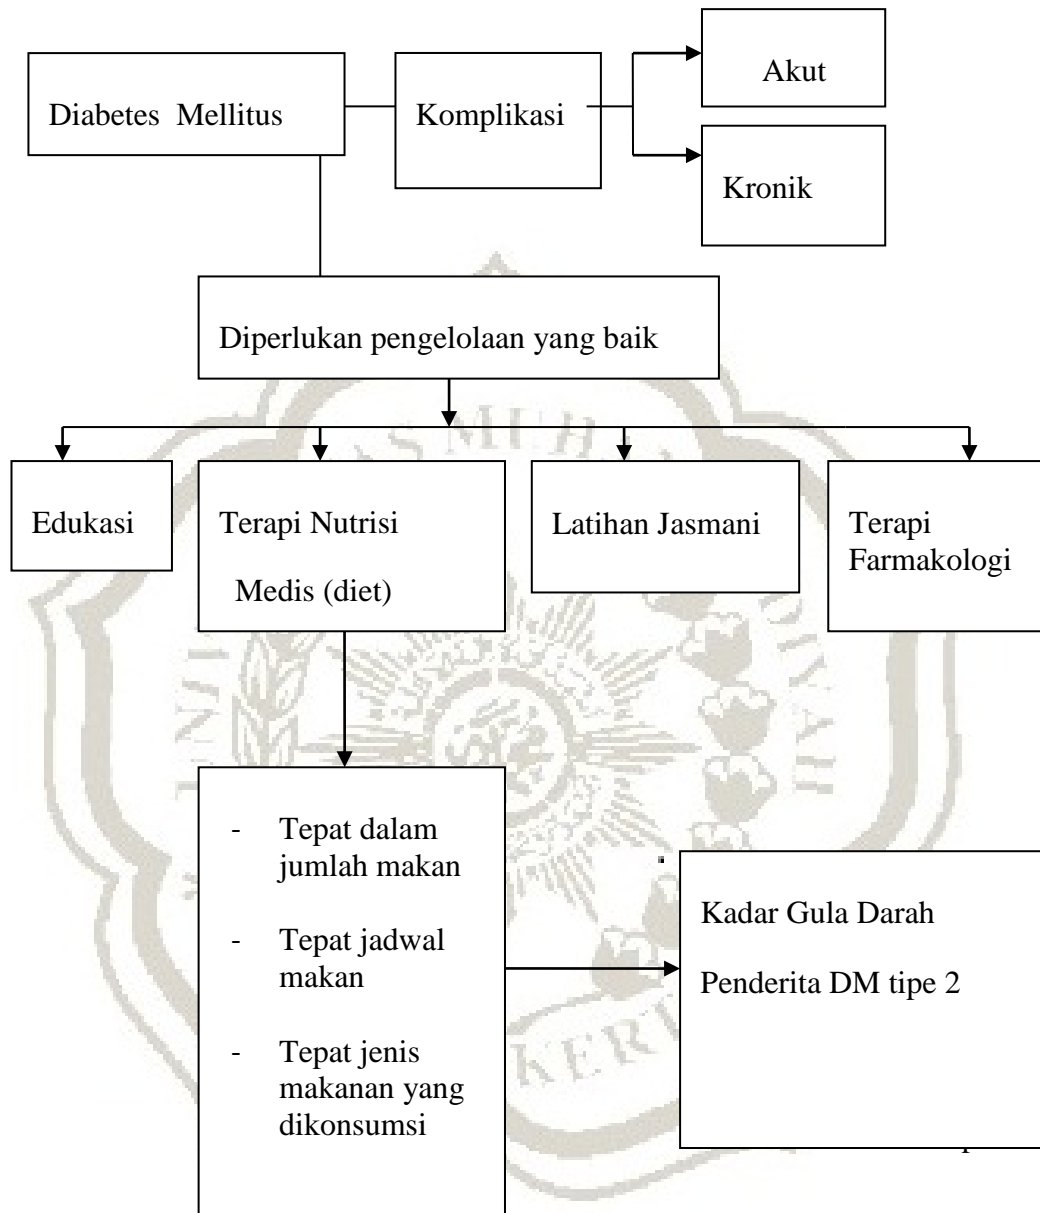 Akut
Diabetes Mellitus
Komplikasi
Kronik
Diperlukan pengelolaan yang baik
Edukasi
Terapi Nutrisi
Medis (diet)
Latihan Jasmani
Terapi
Farmakologi
- Tepat dalam
jumlah makan
- Tepat jadwal
makan
- Tepat jenis
makanan yang
dikonsumsi
Kadar Gula Darah
Penderita DM tipe 2